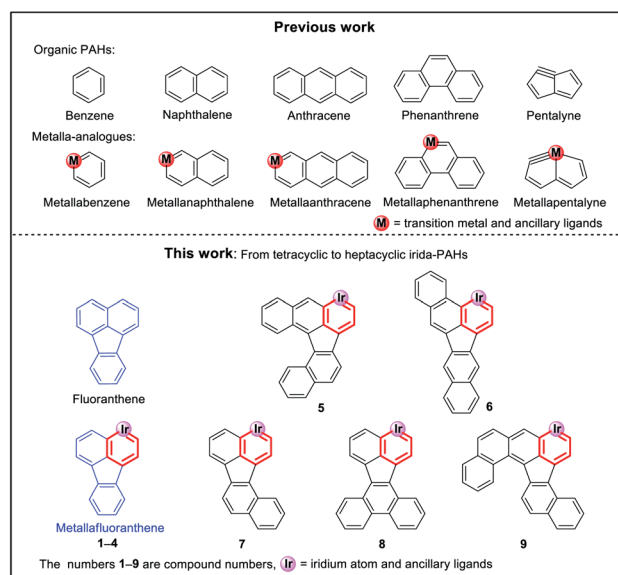 Previous work
Organic PAHs:
Benzene Naphthalene Anthracene Phenanthrene Pentalyne
Metalla-analogues:
M M M M M
Metallabenzene Metallanaphthalene Metallaanthracene Metallaphenanthrene Metallapentalyne
M = transition metal and ancillary ligands
This work: From tetracyclic to heptacyclic irida-PAHs
Ir Ir
Fluoranthene 5 6
Ir Ir Ir Ir
Metallafluoranthene
1–4 7 8 9
The numbers 1–9 are compound numbers, Ir = iridium atom and ancillary ligands